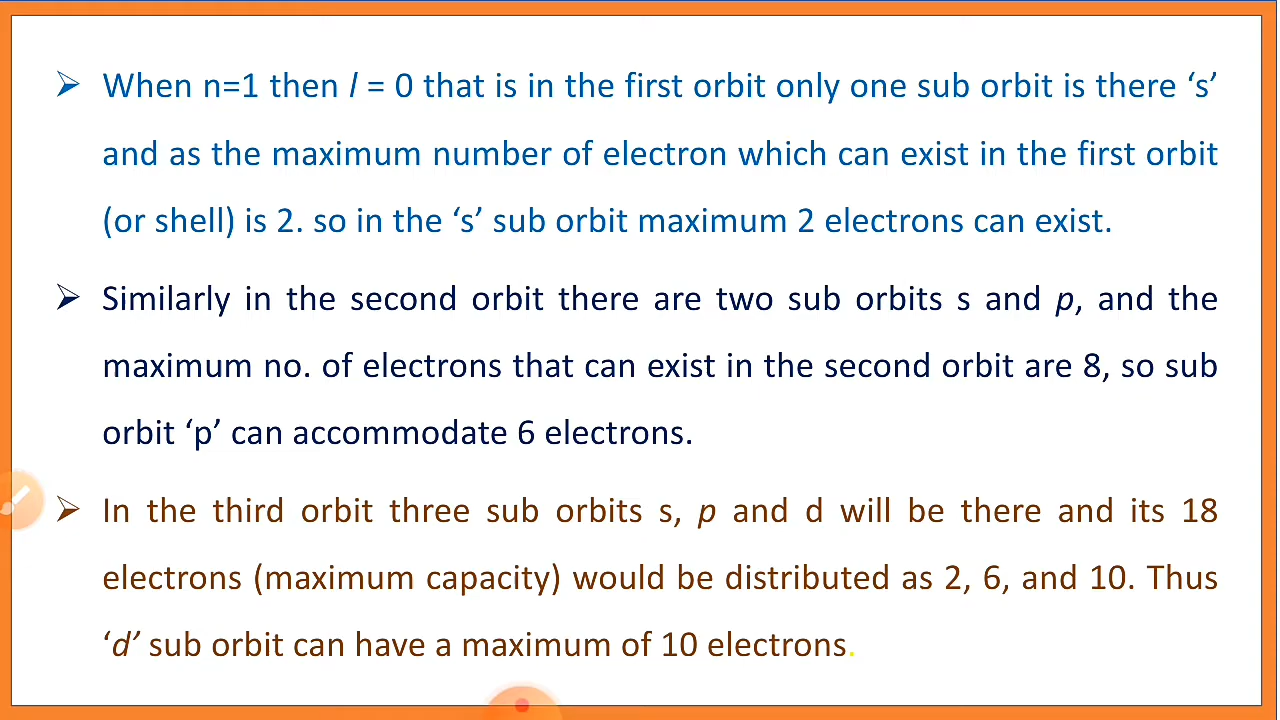 ➢ When n=1 then l = 0 that is in the first orbit only one sub orbit is there ‘s’
and as the maximum number of electron which can exist in the first orbit
(or shell) is 2. so in the ‘s’ sub orbit maximum 2 electrons can exist.
➢ Similarly in the second orbit there are two sub orbits s and p, and the
maximum no. of electrons that can exist in the second orbit are 8, so sub
orbit ‘p’ can accommodate 6 electrons.
➢ In the third orbit three sub orbits s, p and d will be there and its 18
electrons (maximum capacity) would be distributed as 2, 6, and 10. Thus
‘d’ sub orbit can have a maximum of 10 electrons.